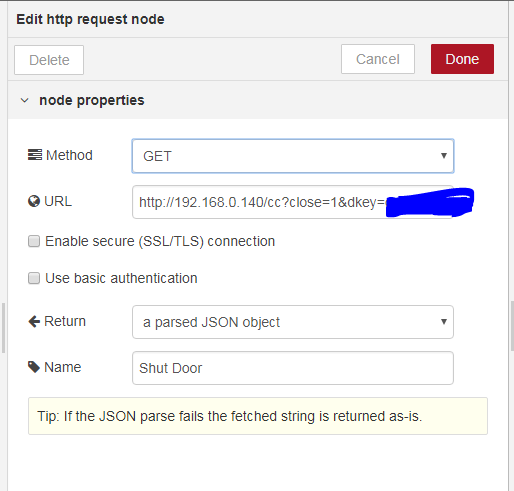 Edit http request node
Delete Cancel Done
node properties
Method GET
URL http://192.168.0.140/cc?close=1&dkey=
Enable secure (SSL/TLS) connection
Use basic authentication
Return a parsed JSON object
Name Shut Door
Tip: If the JSON parse fails the fetched string is returned as-is.